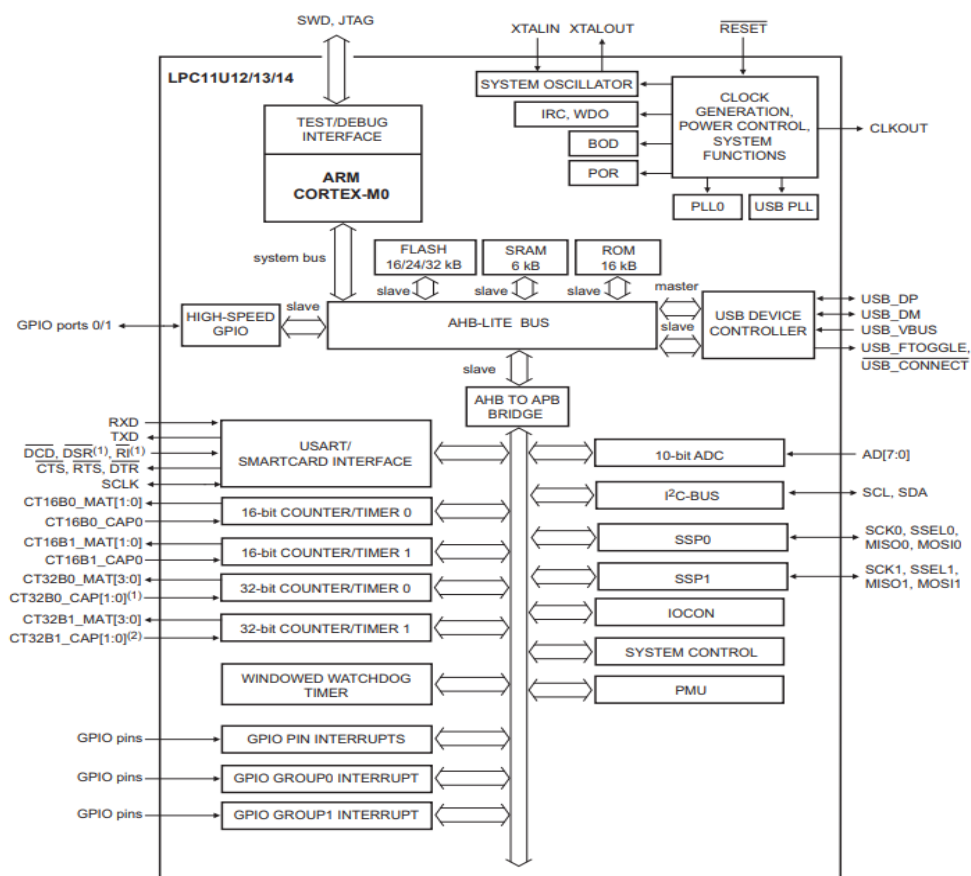 SWD, JTAG
XTALIN XTALOUT
RESET
LPC11U12/13/14
SYSTEM OSCILLATOR
CLOCK
GENERATION,
POWER CONTROL,
SYSTEM
FUNCTIONS
CLKOUT
IRC, WDO
BOD
POR
PLL0
USB PLL
TEST/DEBUG
INTERFACE
ARM
CORTEX-M0
system bus
FLASH
16/24/32 kB
SRAM
6 kB
ROM
16 kB
slave
slave
slave
master
slave
GPIO ports 0/1
HIGH-SPEED
GPIO
slave
AHB-LITE BUS
USB DEVICE
CONTROLLER
USB_DP
USB_DM
USB_VBUS
USB_FTOGGLE,
USB_CONNECT
slave
AHB TO APB
BRIDGE
RXD
TXD
DCD, DSR(1), RI(1)
CTS, RTS, DTR
SCLK
USART/
SMARTCARD INTERFACE
CT16B0_MAT[1:0]
CT16B0_CAP0
16-bit COUNTER/TIMER 0
CT16B1_MAT[1:0]
CT16B1_CAP0
16-bit COUNTER/TIMER 1
CT32B0_MAT[3:0]
CT32B0_CAP[1:0](1)
32-bit COUNTER/TIMER 0
CT32B1_MAT[3:0]
CT32B1_CAP[1:0](2)
32-bit COUNTER/TIMER 1
WINDOWED WATCHDOG
TIMER
GPIO pins
GPIO PIN INTERRUPTS
GPIO pins
GPIO GROUP0 INTERRUPT
GPIO pins
GPIO GROUP1 INTERRUPT
10-bit ADC
AD[7:0]
I2C-BUS
SCL, SDA
SSP0
SCK0, SSEL0,
MISO0, MOSI0
SSP1
SCK1, SSEL1,
MISO1, MOSI1
IOCON
SYSTEM CONTROL
PMU